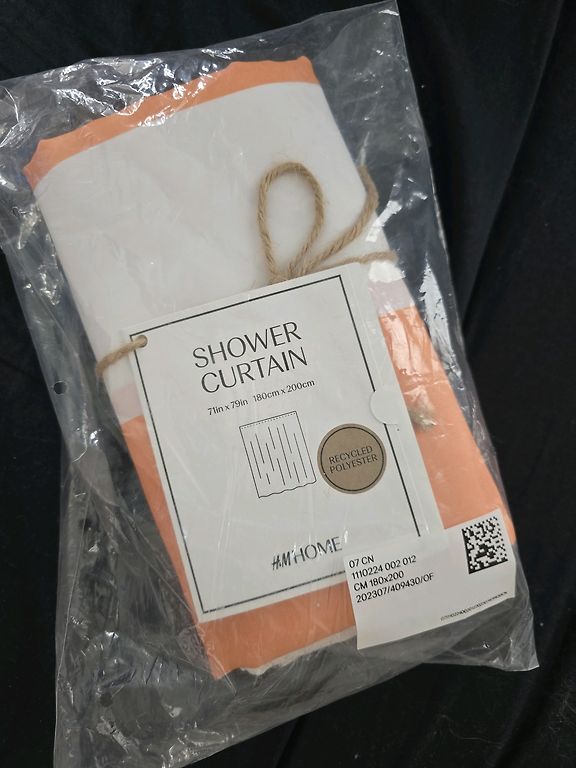 SHOWER
CURTAIN
71in x 79in 180cm x 200cm
RECYCLED
POLYESTER
H&M HOME
07 CN
1110224 002 012
CM 180x200
202307/409430/OF